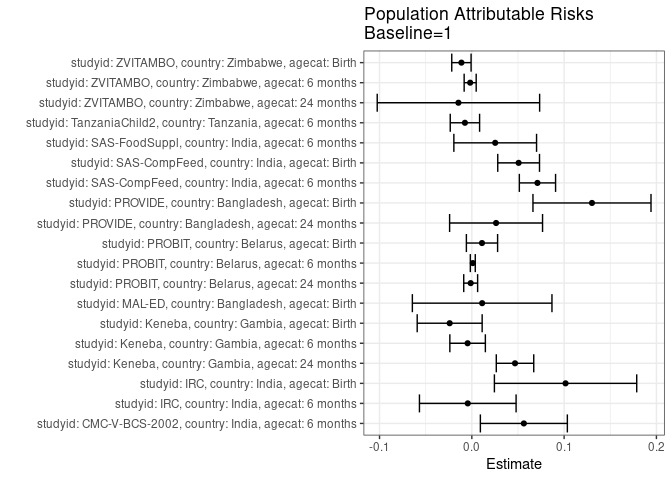 Population Attributable Risks
Baseline=1
studyid: ZVITAMBO, country: Zimbabwe, agecat: Birth
studyid: ZVITAMBO, country: Zimbabwe, agecat: 6 months
studyid: ZVITAMBO, country: Zimbabwe, agecat: 24 months
studyid: TanzaniaChild2, country: Tanzania, agecat: 6 months
studyid: SAS-FoodSuppl, country: India, agecat: 6 months
studyid: SAS-CompFeed, country: India, agecat: Birth
studyid: SAS-CompFeed, country: India, agecat: 6 months
studyid: PROVIDE, country: Bangladesh, agecat: Birth
studyid: PROVIDE, country: Bangladesh, agecat: 24 months
studyid: PROBIT, country: Belarus, agecat: Birth
studyid: PROBIT, country: Belarus, agecat: 6 months
studyid: PROBIT, country: Belarus, agecat: 24 months
studyid: MAL-ED, country: Bangladesh, agecat: Birth
studyid: Keneba, country: Gambia, agecat: Birth
studyid: Keneba, country: Gambia, agecat: 6 months
studyid: Keneba, country: Gambia, agecat: 24 months
studyid: IRC, country: India, agecat: Birth
studyid: IRC, country: India, agecat: 6 months
studyid: CMC-V-BCS-2002, country: India, agecat: 6 months
-0.1 0.0 0.1 0.2
Estimate